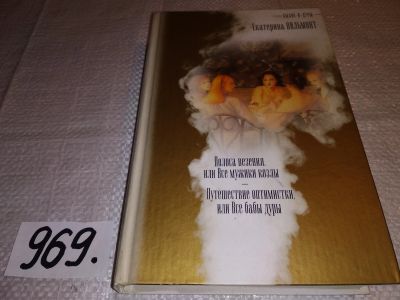 Екатерина ВИЛЬМОНТ
Полоса везения,
или Все мужики козлы
Путешествие оптимистки,
или Все бабы дуры
969.